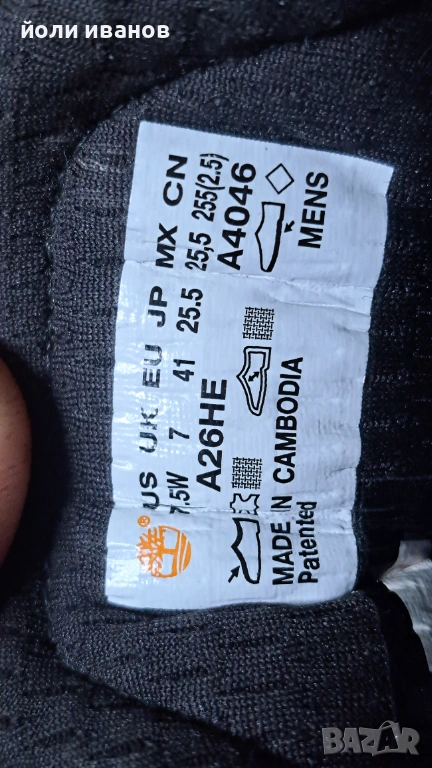 йоли иванов
US UK EU JP MX CN
7.5W 7 41 25.5 25,5 255(2.5)
A26HE A4046
MADE IN CAMBODIA MENS
Patented
BAZAR